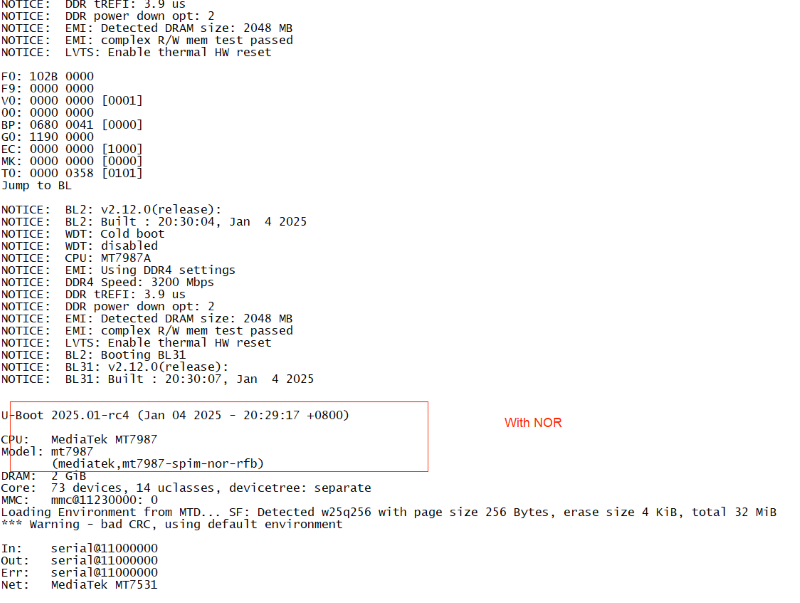 NOTICE:  DDR tREFI: 3.9 us
NOTICE:  DDR power down opt: 2
NOTICE:  EMI: Detected DRAM size: 2048 MB
NOTICE:  EMI: complex R/W mem test passed
NOTICE:  LVTS: Enable thermal HW reset
F0: 102B 0000
F9: 0000 0000
V0: 0000 0000 [0001]
00: 0000 0000
BP: 0680 0041 [0000]
G0: 1190 0000
EC: 0000 0000 [1000]
MK: 0000 0000 [0000]
T0: 0000 0358 [0101]
Jump to BL
NOTICE:  BL2: v2.12.0(release):
NOTICE:  BL2: Built : 20:30:04, Jan  4 2025
NOTICE:  WDT: Cold boot
NOTICE:  WDT: disabled
NOTICE:  CPU: MT7987A
NOTICE:  EMI: Using DDR4 settings
NOTICE:  DDR4 Speed: 3200 Mbps
NOTICE:  DDR tREFI: 3.9 us
NOTICE:  DDR power down opt: 2
NOTICE:  EMI: Detected DRAM size: 2048 MB
NOTICE:  EMI: complex R/W mem test passed
NOTICE:  LVTS: Enable thermal HW reset
NOTICE:  BL2: Booting BL31
NOTICE:  BL31: v2.12.0(release):
NOTICE:  BL31: Built : 20:30:07, Jan  4 2025
U-Boot 2025.01-rc4 (Jan 04 2025 - 20:29:17 +0800)
With NOR
CPU:   MediaTek MT7987
Model: mt7987
(mediatek,mt7987-spim-nor-rfb)
DRAM:  2 GiB
Core:  73 devices, 14 uclasses, devicetree: separate
MMC:   mmc@11230000: 0
Loading Environment from MTD... SF: Detected w25q256 with page size 256 Bytes, erase size 4 KiB, total 32 MiB
*** Warning - bad CRC, using default environment
In:    serial@11000000
Out:   serial@11000000
Err:   serial@11000000
Net:   MediaTek MT7531